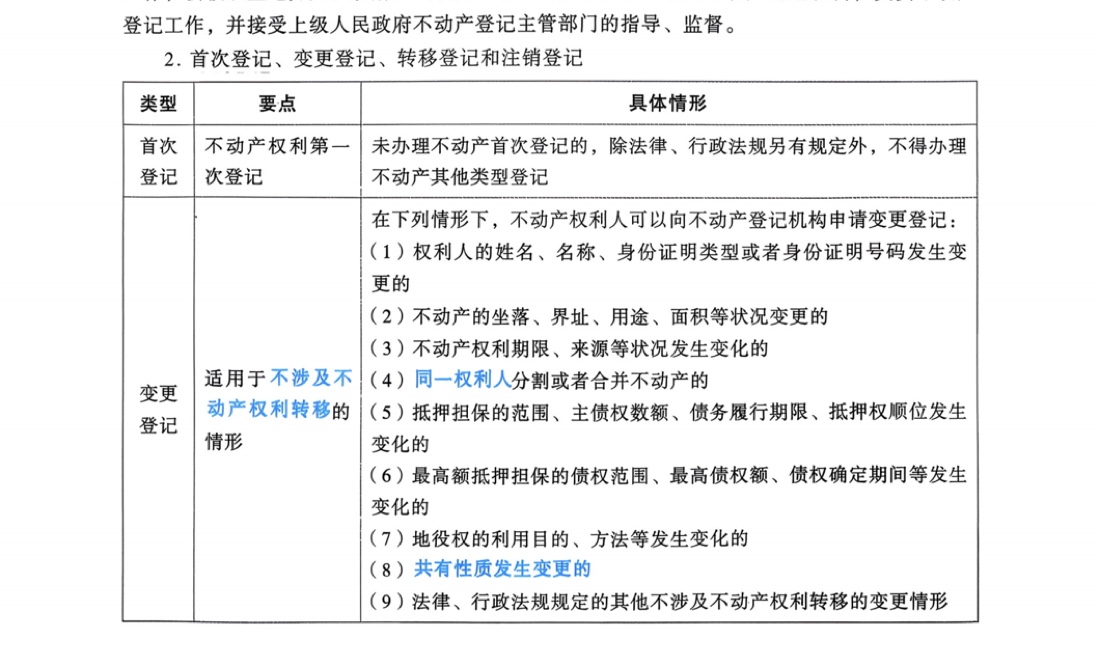 登记工作，并接受上级人民政府不动产登记主管部门的指导、监督。
2. 首次登记、变更登记、转移登记和注销登记
类型
要点
具体情形
首次
登记
不动产权利第一
次登记
未办理不动产首次登记的，除法律、行政法规另有规定外，不得办理
不动产其他类型登记
变更
登记
适用于不涉及不
动产权利转移的
情形
在下列情形下，不动产权利人可以向不动产登记机构申请变更登记：
（1）权利人的姓名、名称、身份证明类型或者身份证明号码发生变
更的
（2）不动产的坐落、界址、用途、面积等状况变更的
（3）不动产权利期限、来源等状况发生变化的
（4）同一权利人分割或者合并不动产的
（5）抵押担保的范围、主债权数额、债务履行期限、抵押权顺位发生
变化的
（6）最高额抵押担保的债权范围、最高债权额、债权确定期间等发生
变化的
（7）地役权的利用目的、方法等发生变化的
（8）共有性质发生变更的
（9）法律、行政法规规定的其他不涉及不动产权利转移的变更情形